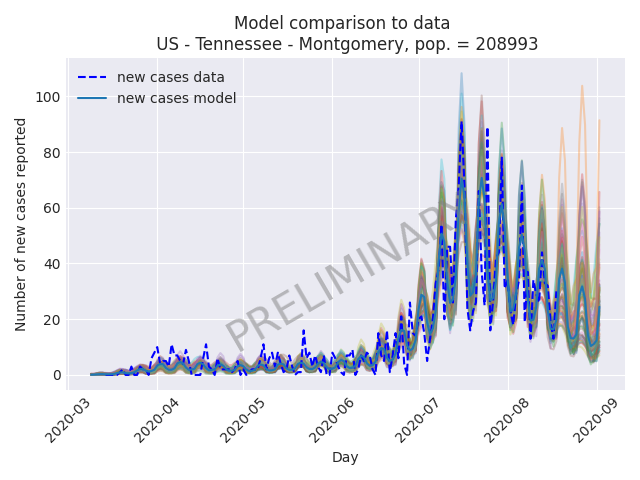 Model comparison to data
US - Tennessee - Montgomery, pop. = 208993
new cases data
new cases model
Number of new cases reported
100
80
60
40
20
0
PRELIMINARY
2020-03
2020-04
2020-05
2020-06
2020-07
2020-08
2020-09
Day